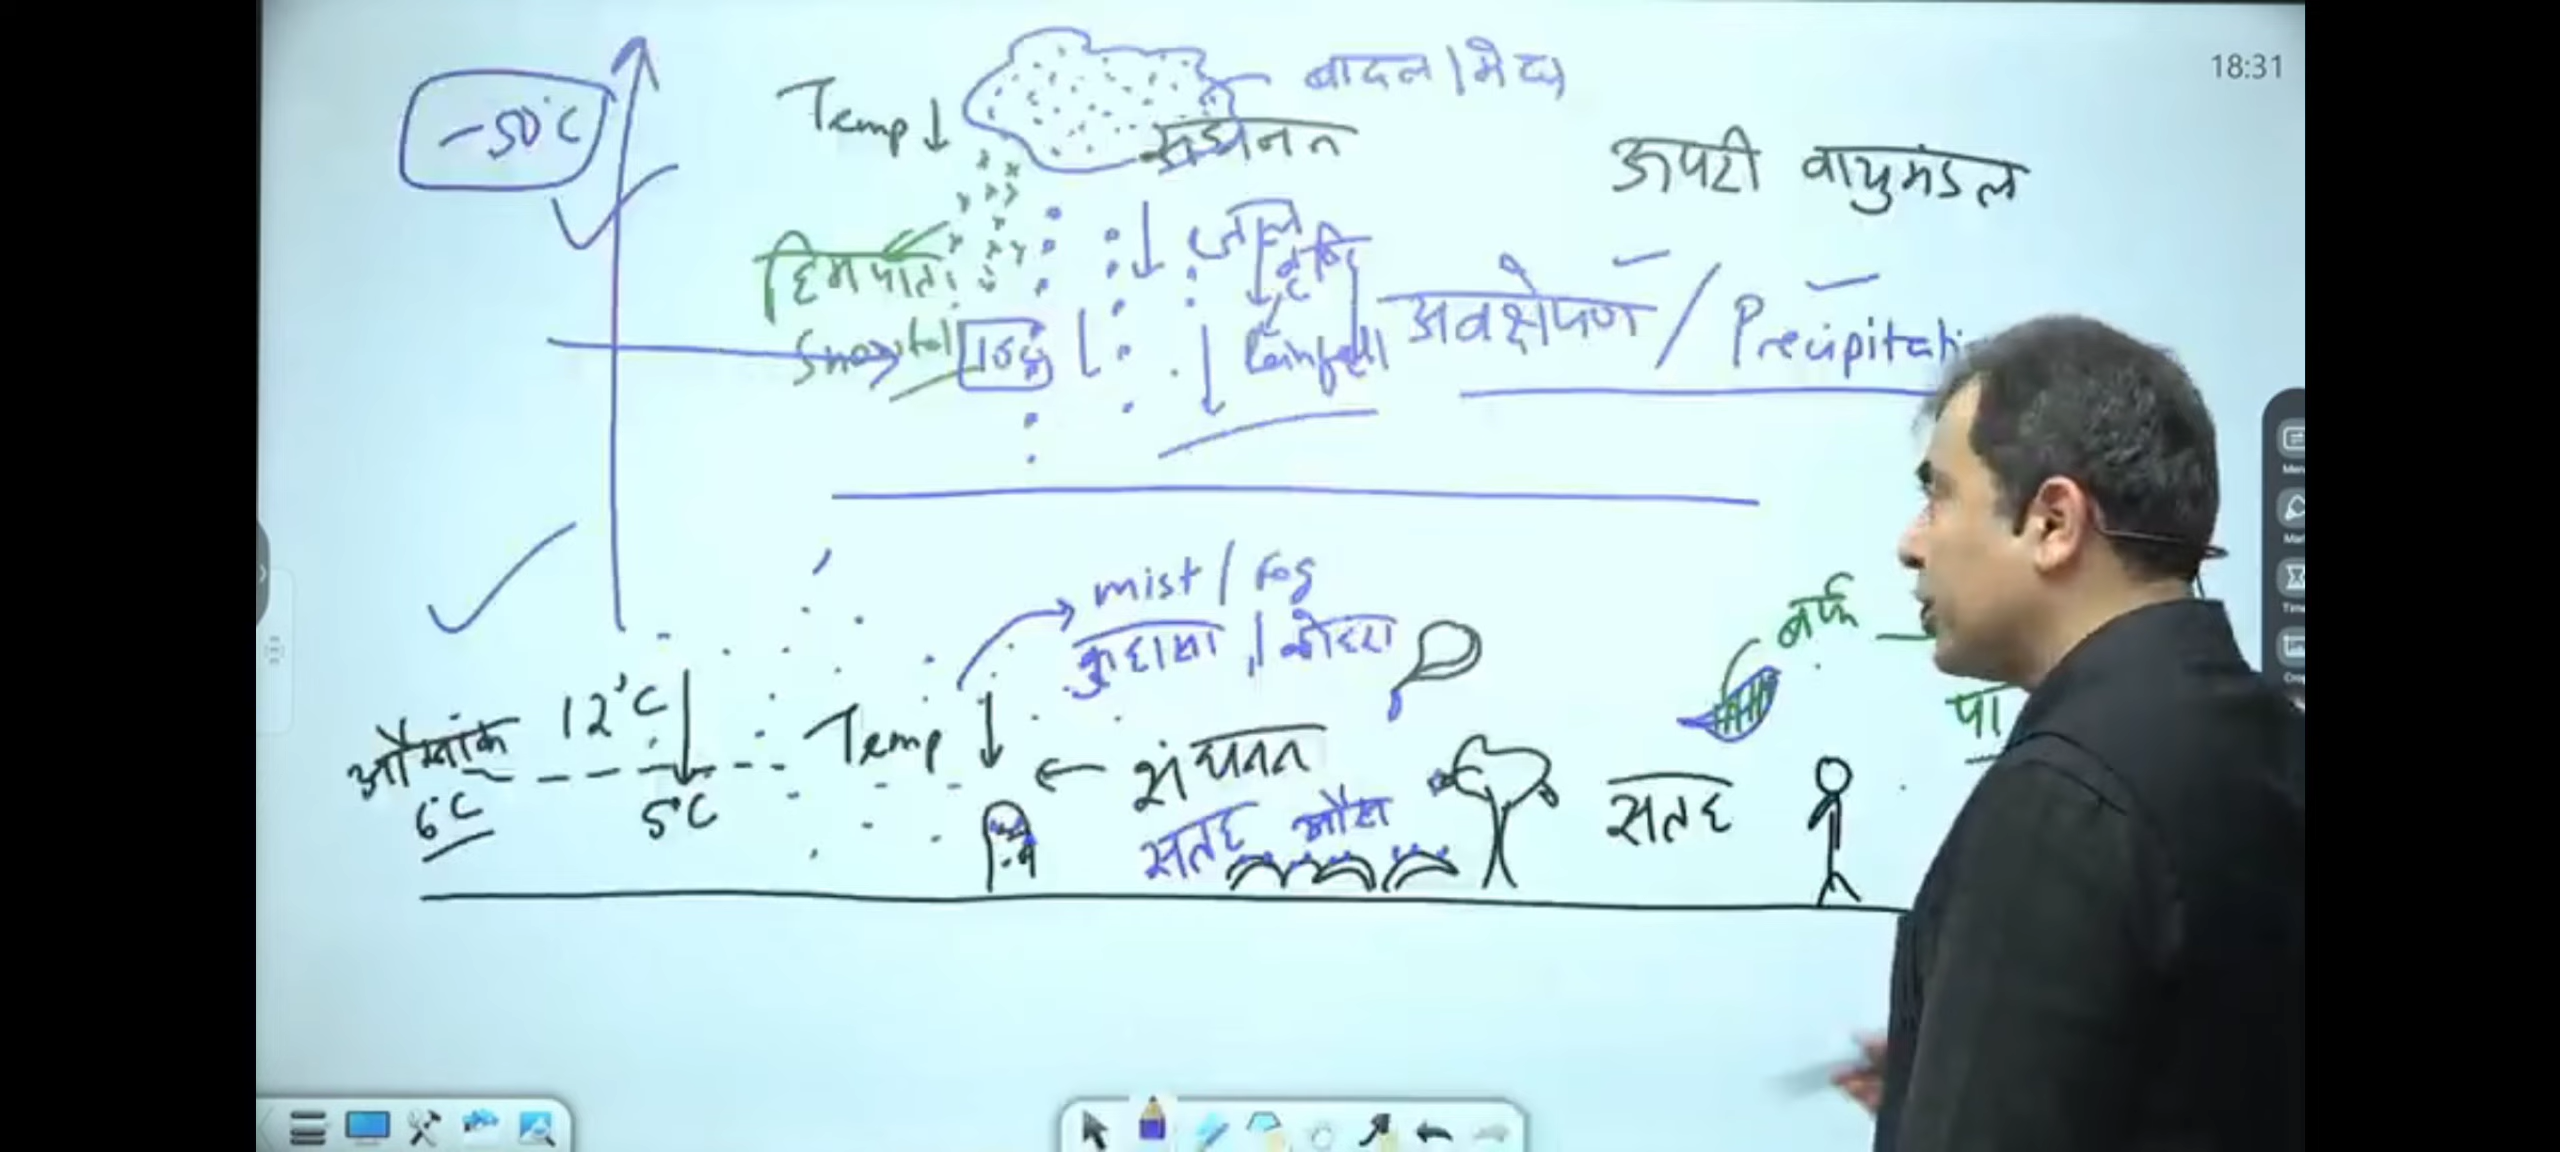 18:31
-50°C
Temp ↓
बादल / मेघ
संघनन
ऊपरी वायुमंडल
हिमपात
Snowfall
जल वृष्टि
Rainfall
अवक्षेपण / Precipitati
mist / Fog
कुहासा / कोहरा
बर्फ
पा
ओसांक 12°C
6°C
5°C
Temp ↓
← संघनन
सतह ओस
सतह